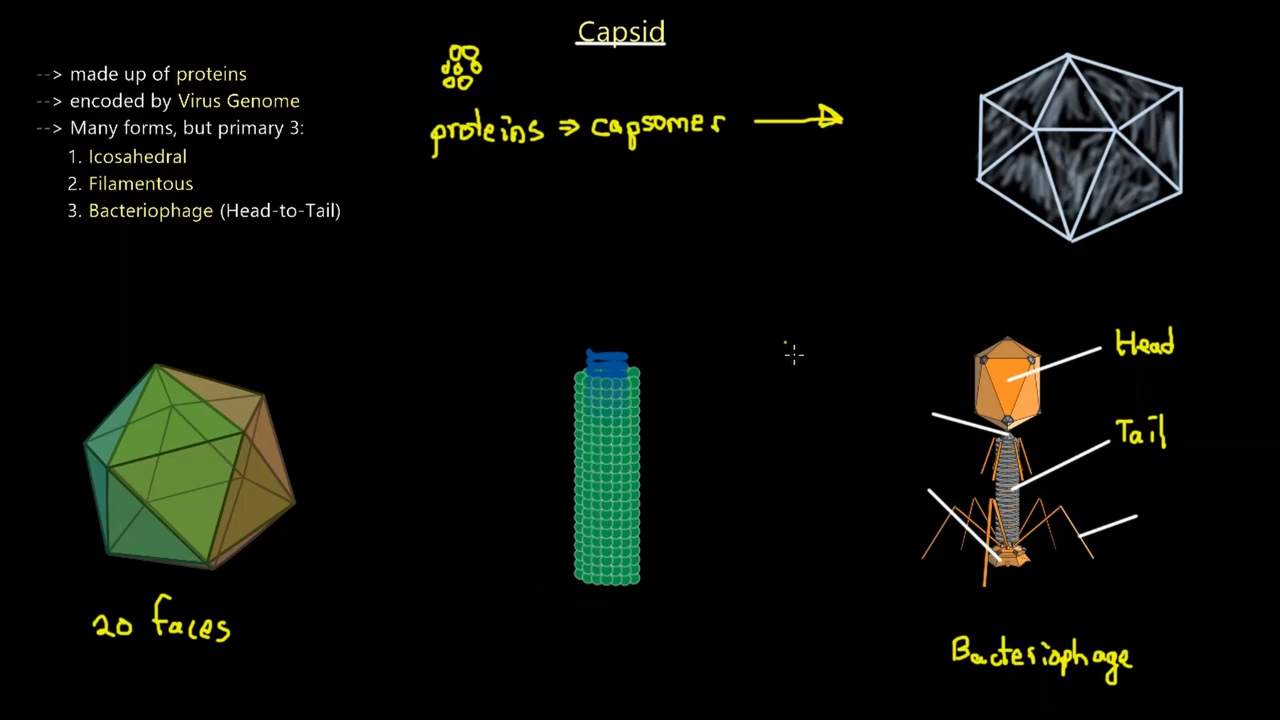 Capsid
--> made up of proteins
--> encoded by Virus Genome
--> Many forms, but primary 3:
1. Icosahedral
2. Filamentous
3. Bacteriophage (Head-to-Tail)
proteins ⇒ capsomer →
Head
Tail
20 faces
Bacteriophage